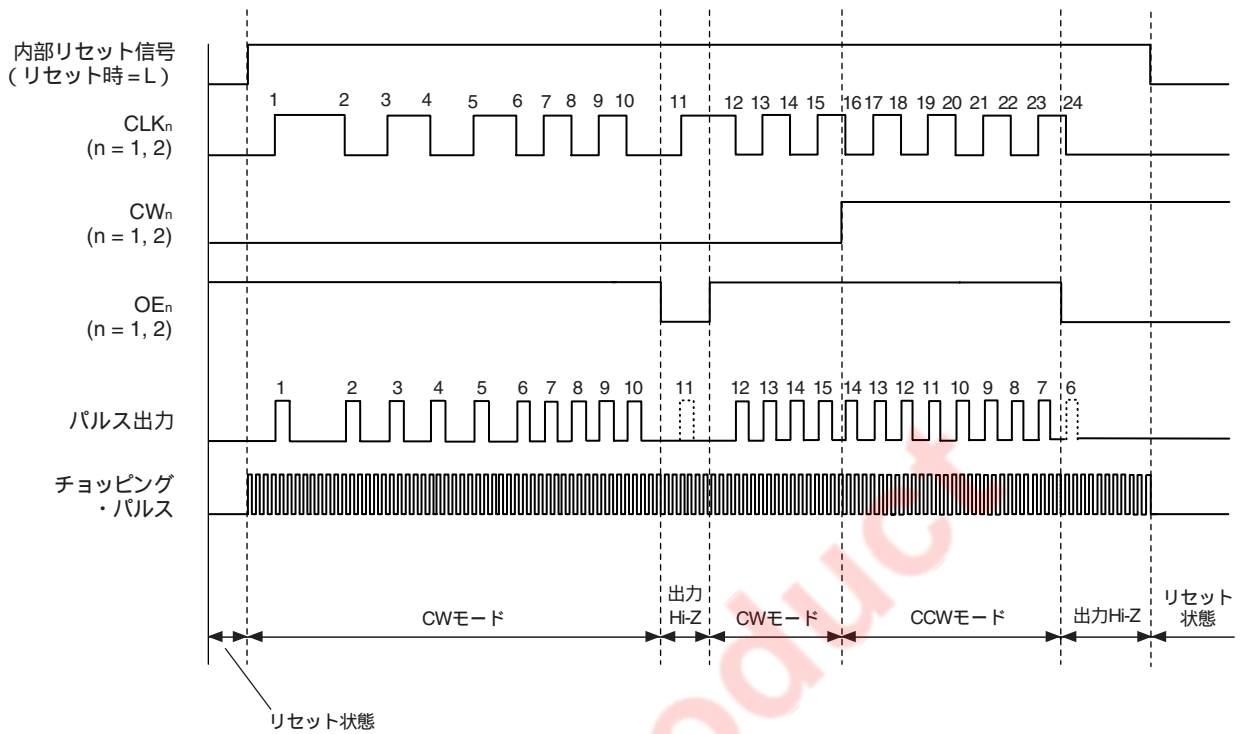 内部リセット信号
（リセット時=L）
1 2 3 4 5 6 7 8 9 10 11 12 13 14 15 16 17 18 19 20 21 22 23 24
CLKn
(n = 1, 2)
CWn
(n = 1, 2)
OEn
(n = 1, 2)
1 2 3 4 5 6 7 8 9 10 11 12 13 14 15 14 13 12 11 10 9 8 7 6
パルス出力
チョッピング
・パルス
CWモード
出力
Hi-Z
CWモード
CCWモード
出力Hi-Z
リセット
状態
リセット状態
oduct